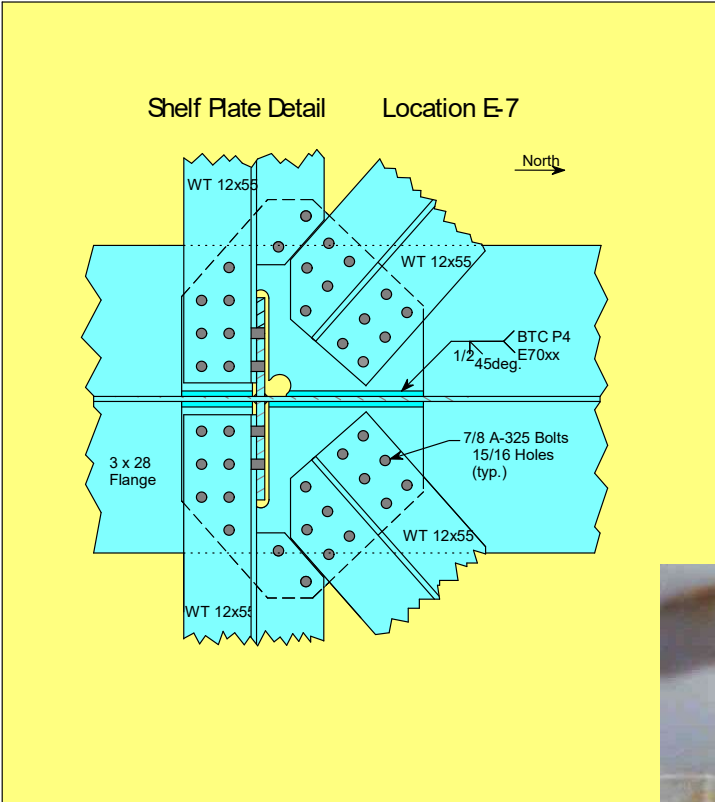 Shelf Plate Detail Location E-7
North
WT 12x55
WT 12x55
BTC P4
1/2 45deg. E70xx
7/8 A-325 Bolts
15/16 Holes
(typ.)
3 x 28
Flange
WT 12x55
WT 12x55